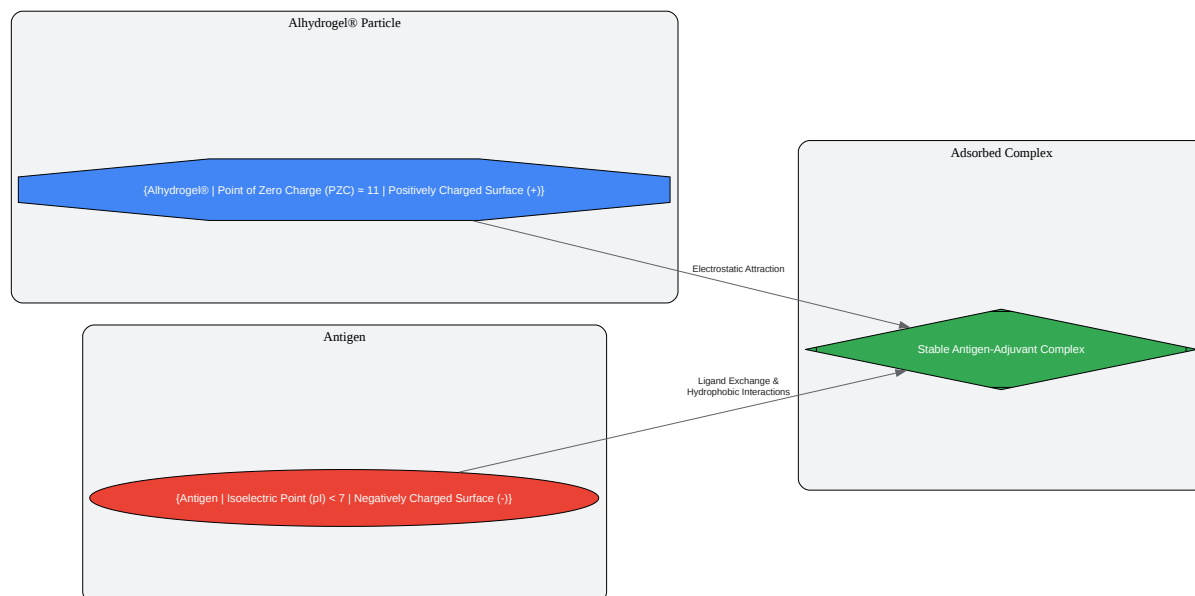 Alhydrogel® Particle
{Alhydrogel® | Point of Zero Charge (PZC) ≈ 11 | Positively Charged Surface (+)}
Adsorbed Complex
Electrostatic Attraction
Antigen
Stable Antigen-Adjuvant Complex
Ligand Exchange &
Hydrophobic Interactions
{Antigen | Isoelectric Point (pI) < 7 | Negatively Charged Surface (-)}